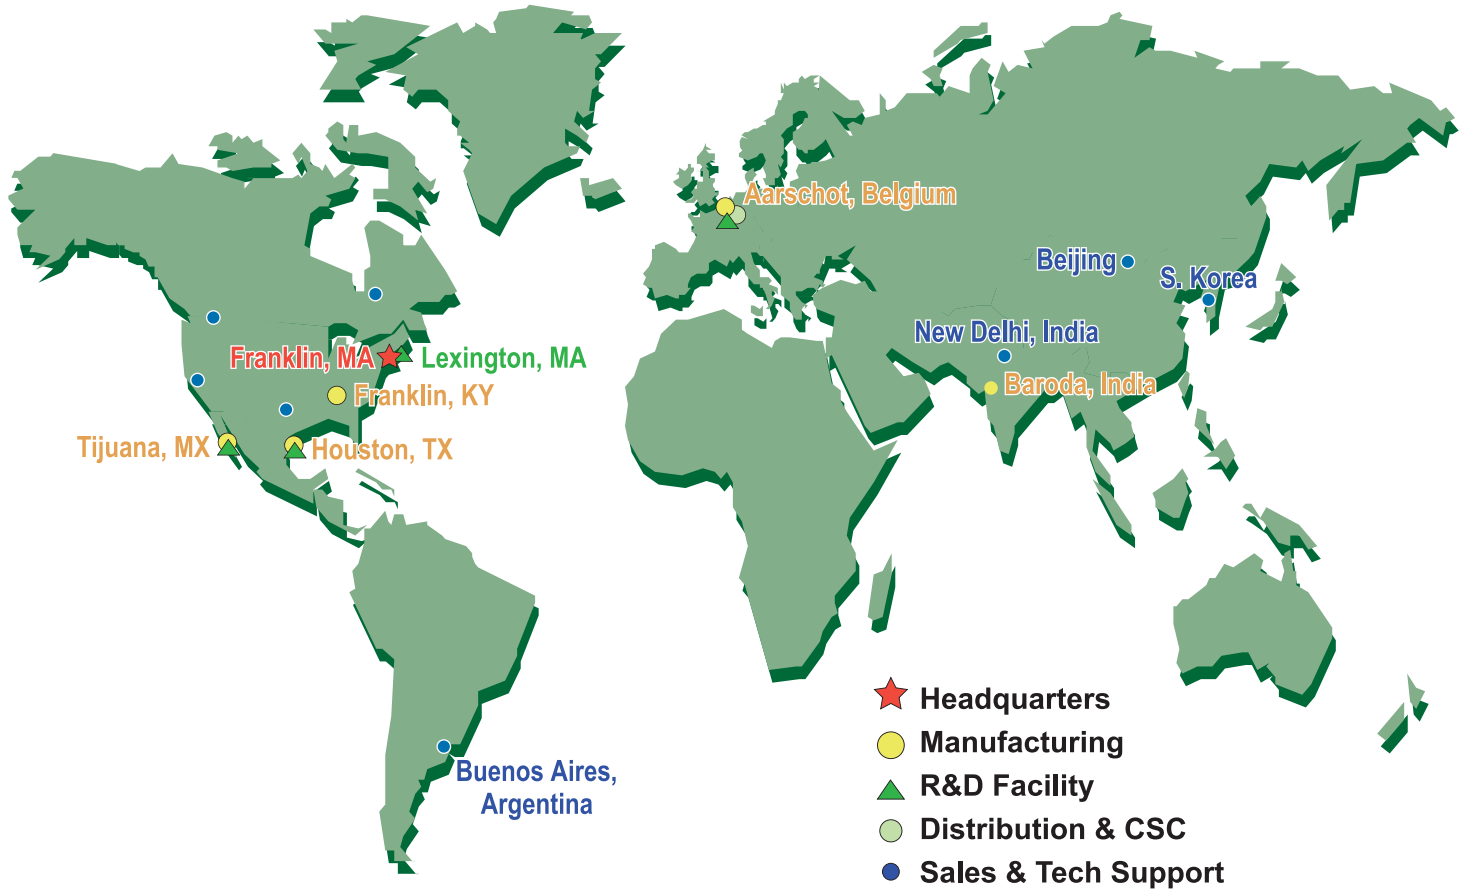 Aarschot, Belgium
Beijing
S. Korea
New Delhi, India
Franklin, MA
Lexington, MA
Baroda, India
Franklin, KY
Tijuana, MX
Houston, TX
Buenos Aires,
Argentina
Headquarters
Manufacturing
R&D Facility
Distribution & CSC
Sales & Tech Support